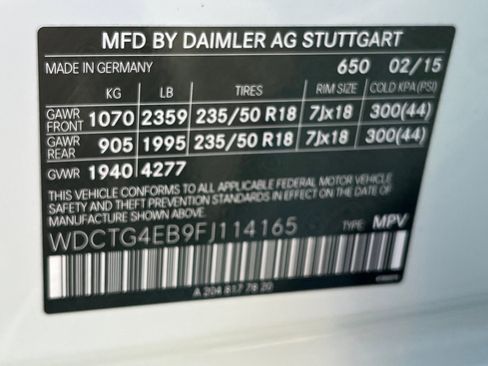 MFD BY DAIMLER AG STUTTGART
MADE IN GERMANY 650 02/15
KG LB TIRES RIM SIZE COLD KPA (PSI)
GAWR FRONT 1070 2359 235/50 R18 7Jx18 300(44)
GAWR REAR 905 1995 235/50 R18 7Jx18 300(44)
GVWR 1940 4277
THIS VEHICLE CONFORMS TO ALL APPLICABLE FEDERAL MOTOR VEHICLE
SAFETY AND THEFT PREVENTION STANDARDS IN EFFECT ON THE DATE OF
MANUFACTURE SHOWN ABOVE.
WDCTG4EB9FJ114165 TYPE: MPV
A 204 817 78 20